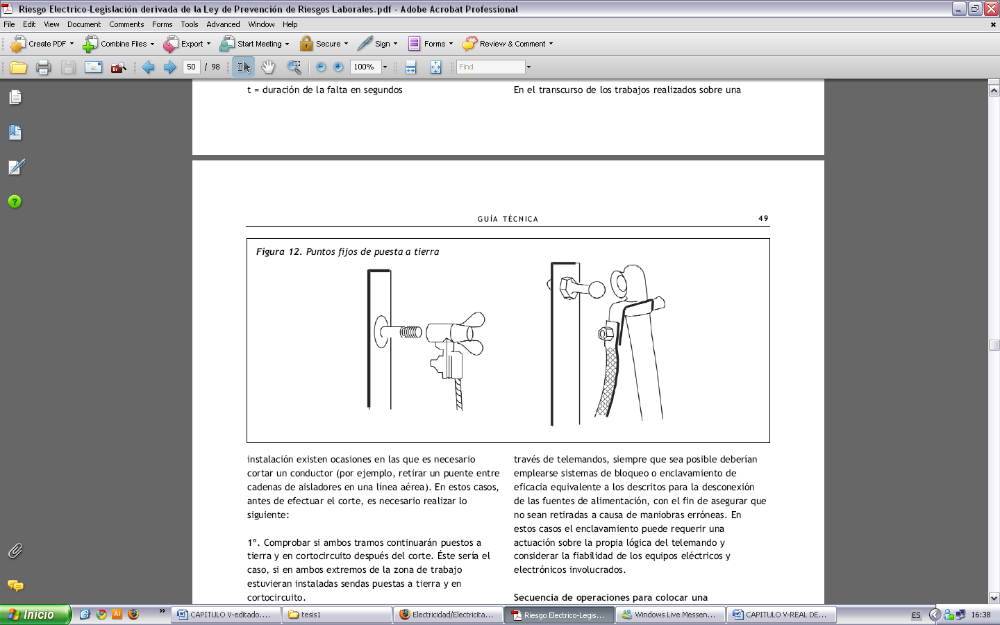 Riesgo Electrico-Legislación derivada de la Ley de Prevención de Riesgos Laborales.pdf - Adobe Acrobat Professional
File Edit View Document Comments Forms Tools Advanced Window Help
Create PDF Combine Files Export Start Meeting Secure Sign Forms Review & Comment
50 / 98 100% Find
t = duración de la falta en segundos
En el transcurso de los trabajos realizados sobre una
GUÍA TÉCNICA 49
Figura 12. Puntos fijos de puesta a tierra
instalación existen ocasiones en las que es necesario
cortar un conductor (por ejemplo, retirar un puente entre
cadenas de aisladores en una línea aérea). En estos casos,
antes de efectuar el corte, es necesario realizar lo
siguiente:
1º. Comprobar si ambos tramos continuarán puestos a
tierra y en cortocircuito después del corte. Éste sería el
caso, si en ambos extremos de la zona de trabajo
estuvieran instaladas sendas puestas a tierra y en
cortocircuito.
través de telemandos, siempre que sea posible deberían
emplearse sistemas de bloqueo o enclavamiento de
eficacia equivalente a los descritos para la desconexión
de las fuentes de alimentación, con el fin de asegurar que
no sean retiradas a causa de maniobras erróneas. En
estos casos el enclavamiento puede requerir una
actuación sobre la propia lógica del telemando y
considerar la fiabilidad de los equipos eléctricos y
electrónicos involucrados.
Secuencia de operaciones para colocar una
Inicio Ai » CAPITULO V-editado.... tesis1 Electricidad/Electricita... Riesgo Electrico-Legis... Windows Live Messen... CAPITULO V-REAL DE... ES 16:38